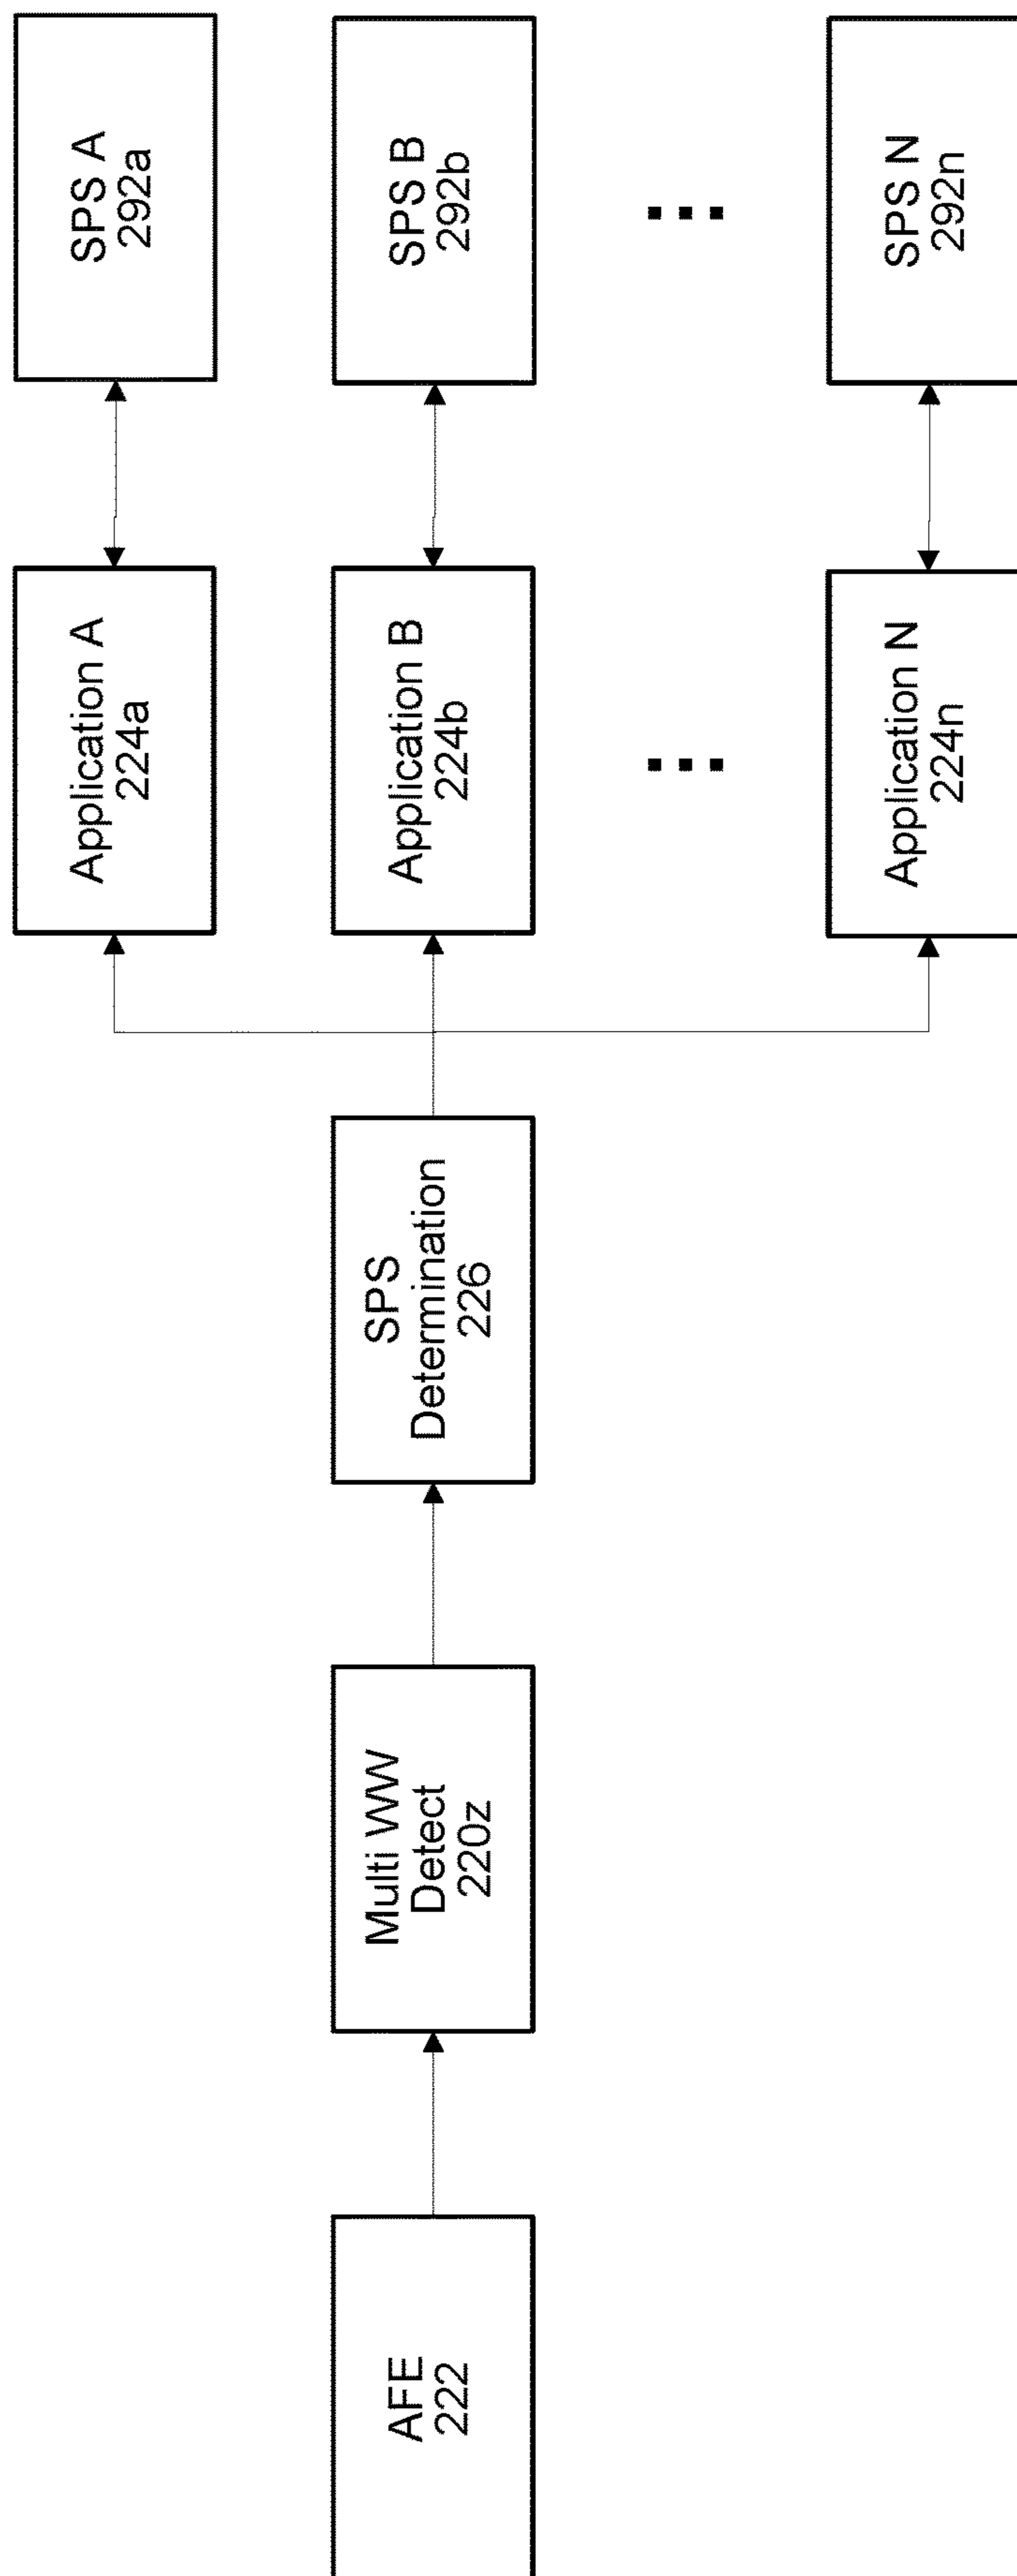 AFE
222
Multi WW
Detect
220z
SPS
Determination
226
Application A
224a
SPS A
292a
Application B
224b
SPS B
292b
Application N
224n
SPS N
292n